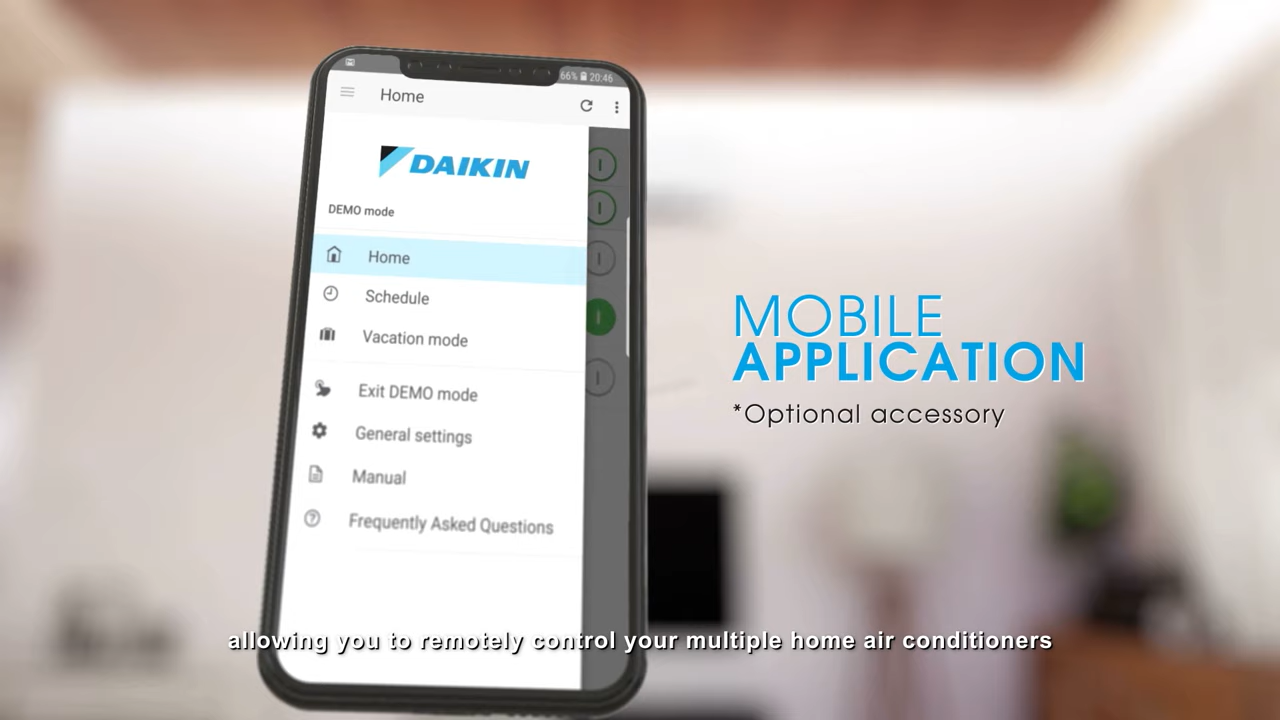 66% 20:46
Home
DAIKIN
DEMO mode
Home
Schedule
Vacation mode
Exit DEMO mode
General settings
Manual
Frequently Asked Questions
MOBILE
APPLICATION
*Optional accessory
allowing you to remotely control your multiple home air conditioners